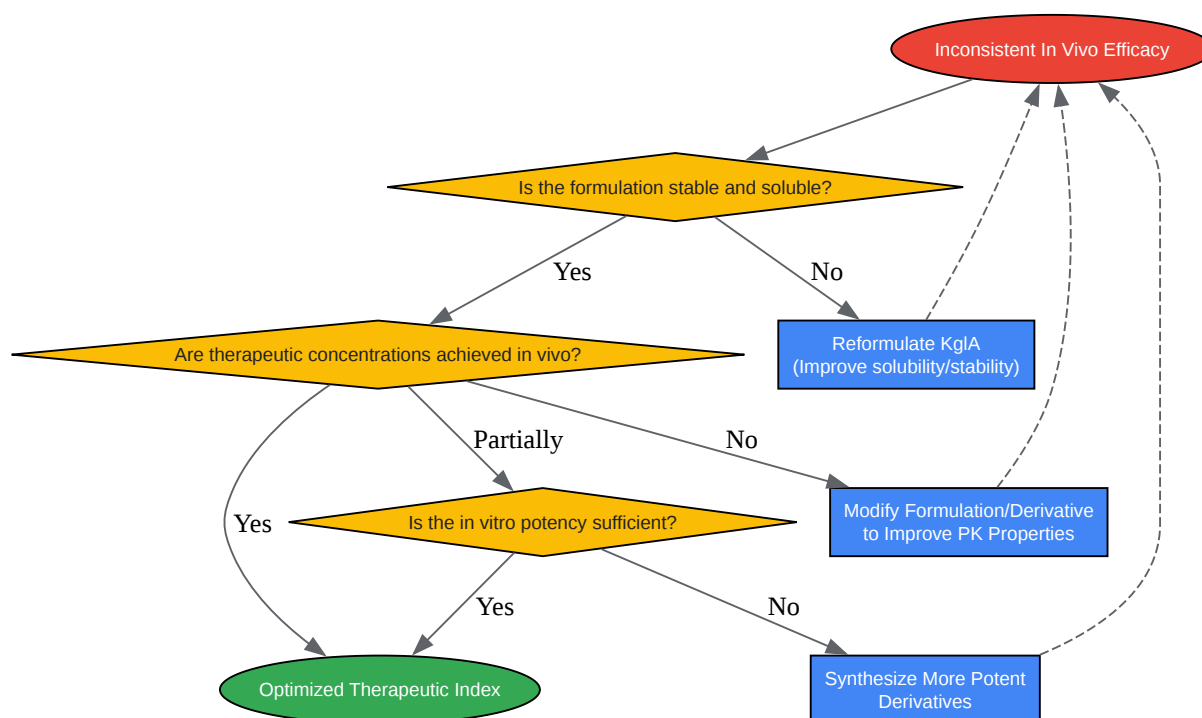 Inconsistent In Vivo Efficacy
Is the formulation stable and soluble?
Yes
No
Are therapeutic concentrations achieved in vivo?
Reformulate KglA
(Improve solubility/stability)
Partially
No
Yes
Is the in vitro potency sufficient?
Modify Formulation/Derivative
to Improve PK Properties
Yes
No
Optimized Therapeutic Index
Synthesize More Potent
Derivatives